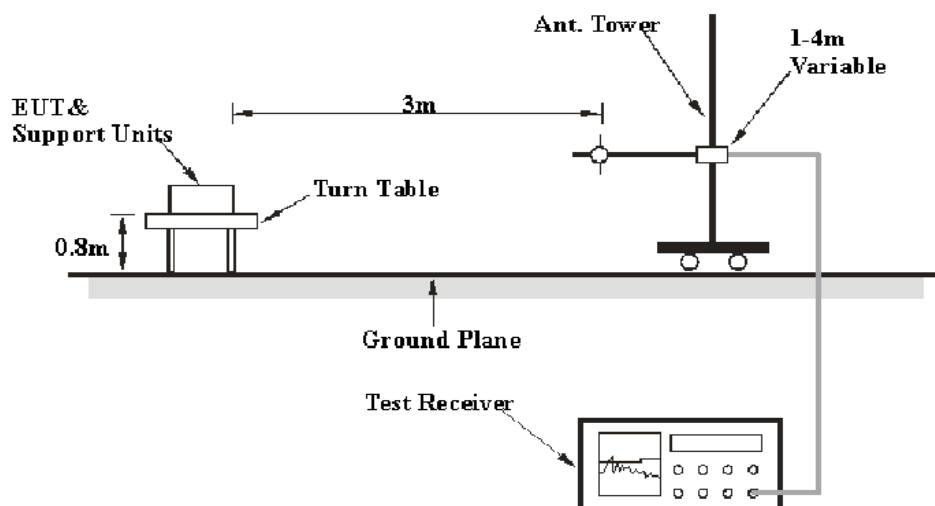 Ant. Tower
1-4m
Variable
EUT&
Support Units
3m
Turn Table
0.8m
Ground Plane
Test Receiver